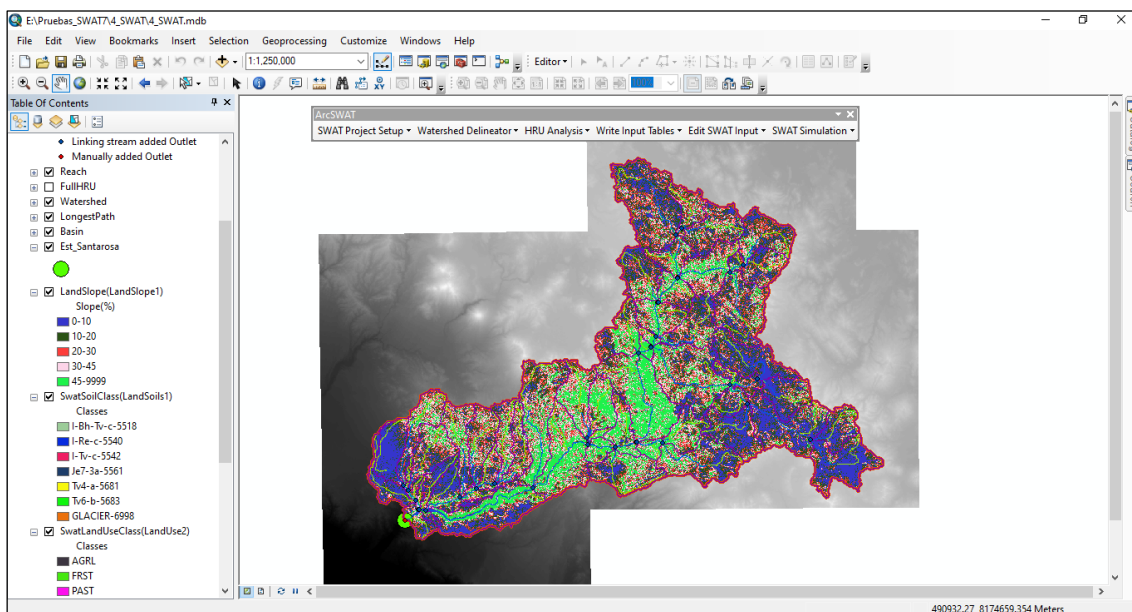 E:\Pruebas_SWAT7\4_SWAT\4_SWAT.mdb
File Edit View Bookmarks Insert Selection Geoprocessing Customize Windows Help
1:1,250,000
Editor
Table Of Contents
ArcSWAT
SWAT Project Setup Watershed Delineator HRU Analysis Write Input Tables Edit SWAT Input SWAT Simulation
Linking stream added Outlet
Manually added Outlet
Reach
FullHRU
Watershed
LongestPath
Basin
Est_Santarosa
LandSlope(LandSlope1)
Slope(%)
0-10
10-20
20-30
30-45
45-9999
SwatSoilClass(LandSoils1)
Classes
I-Bh-Tv-c-5518
I-Re-c-5540
I-Tv-c-5542
Je7-3a-5561
Tv4-a-5681
Tv6-b-5683
GLACIER-6998
SwatLandUseClass(LandUse2)
Classes
AGRL
FRST
PAST
490932.27 8174659.354 Meters